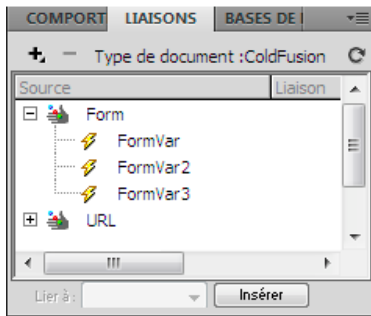 COMPORT LIAISONS BASES DE
Type de document :ColdFusion
Source Liaison
Form
FormVar
FormVar2
FormVar3
URL
Lier à : Insérer